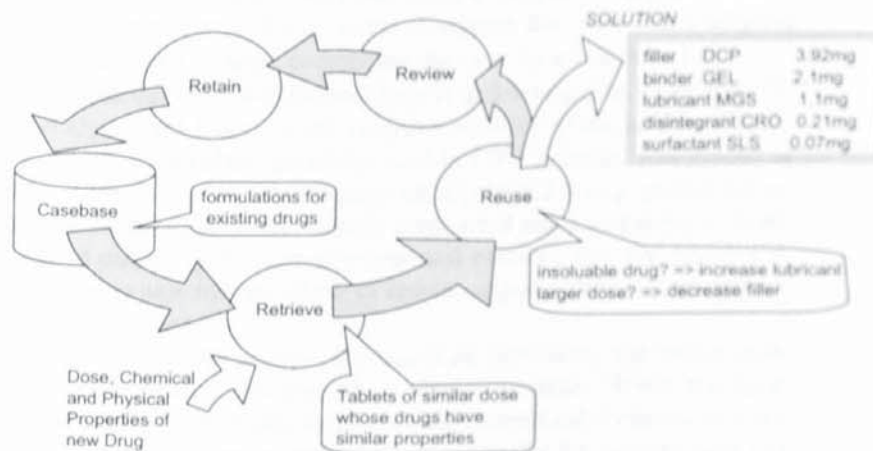 SOLUTION
filler DCP 3.92mg
binder GEL 2.1mg
lubricant MGS 1.1mg
disintegrant CRO 0.21mg
surfactant SLS 0.07mg
Review
Retain
Reuse
Casebase
formulations for
existing drugs
insoluable drug? => increase lubricant
larger dose? => decrease filler
Retrieve
Dose, Chemical
and Physical
Properties of
new Drug
Tablets of similar dose
whose drugs have
similar properties